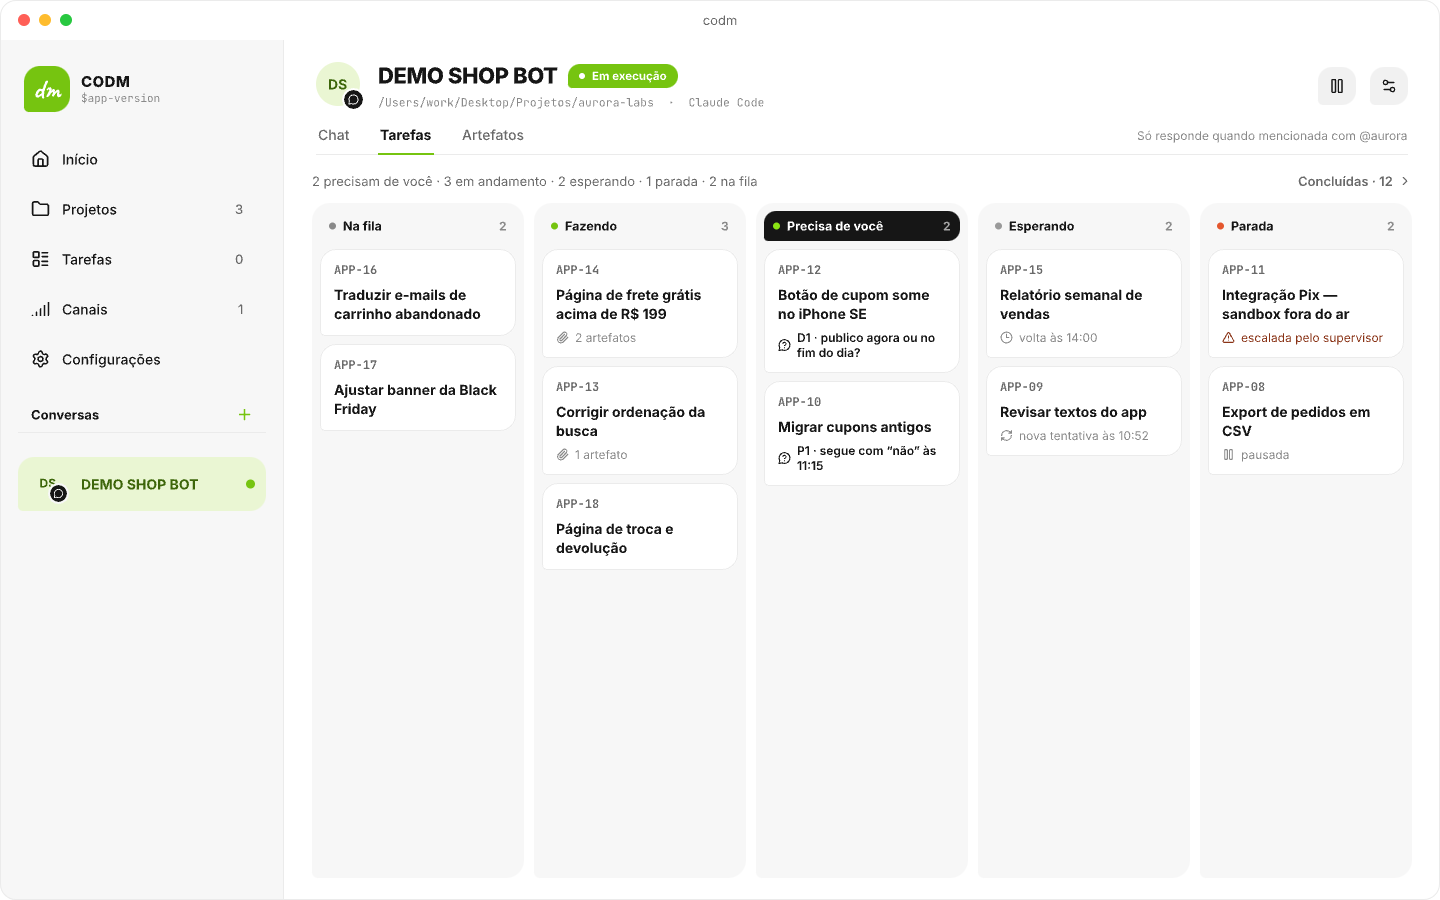 codm
dm
CODM
$app-version
Início
Projetos 3
Tarefas 0
Canais 1
Configurações
Conversas +
DS DEMO SHOP BOT
DS
DEMO SHOP BOT Em execução
/Users/work/Desktop/Projetos/aurora-labs · Claude Code
Chat Tarefas Artefatos
Só responde quando mencionada com @aurora
2 precisam de você · 3 em andamento · 2 esperando · 1 parada · 2 na fila
Concluídas · 12
Na fila 2
APP-16
Traduzir e-mails de
carrinho abandonado
APP-17
Ajustar banner da Black
Friday
Fazendo 3
APP-14
Página de frete grátis
acima de R$ 199
2 artefatos
APP-13
Corrigir ordenação da
busca
1 artefato
APP-18
Página de troca e
devolução
Precisa de você 2
APP-12
Botão de cupom some
no iPhone SE
D1 · publico agora ou no
fim do dia?
APP-10
Migrar cupons antigos
P1 · segue com “não” às
11:15
Esperando 2
APP-15
Relatório semanal de
vendas
volta às 14:00
APP-09
Revisar textos do app
nova tentativa às 10:52
Parada 2
APP-11
Integração Pix —
sandbox fora do ar
escalada pelo supervisor
APP-08
Export de pedidos em
CSV
pausada